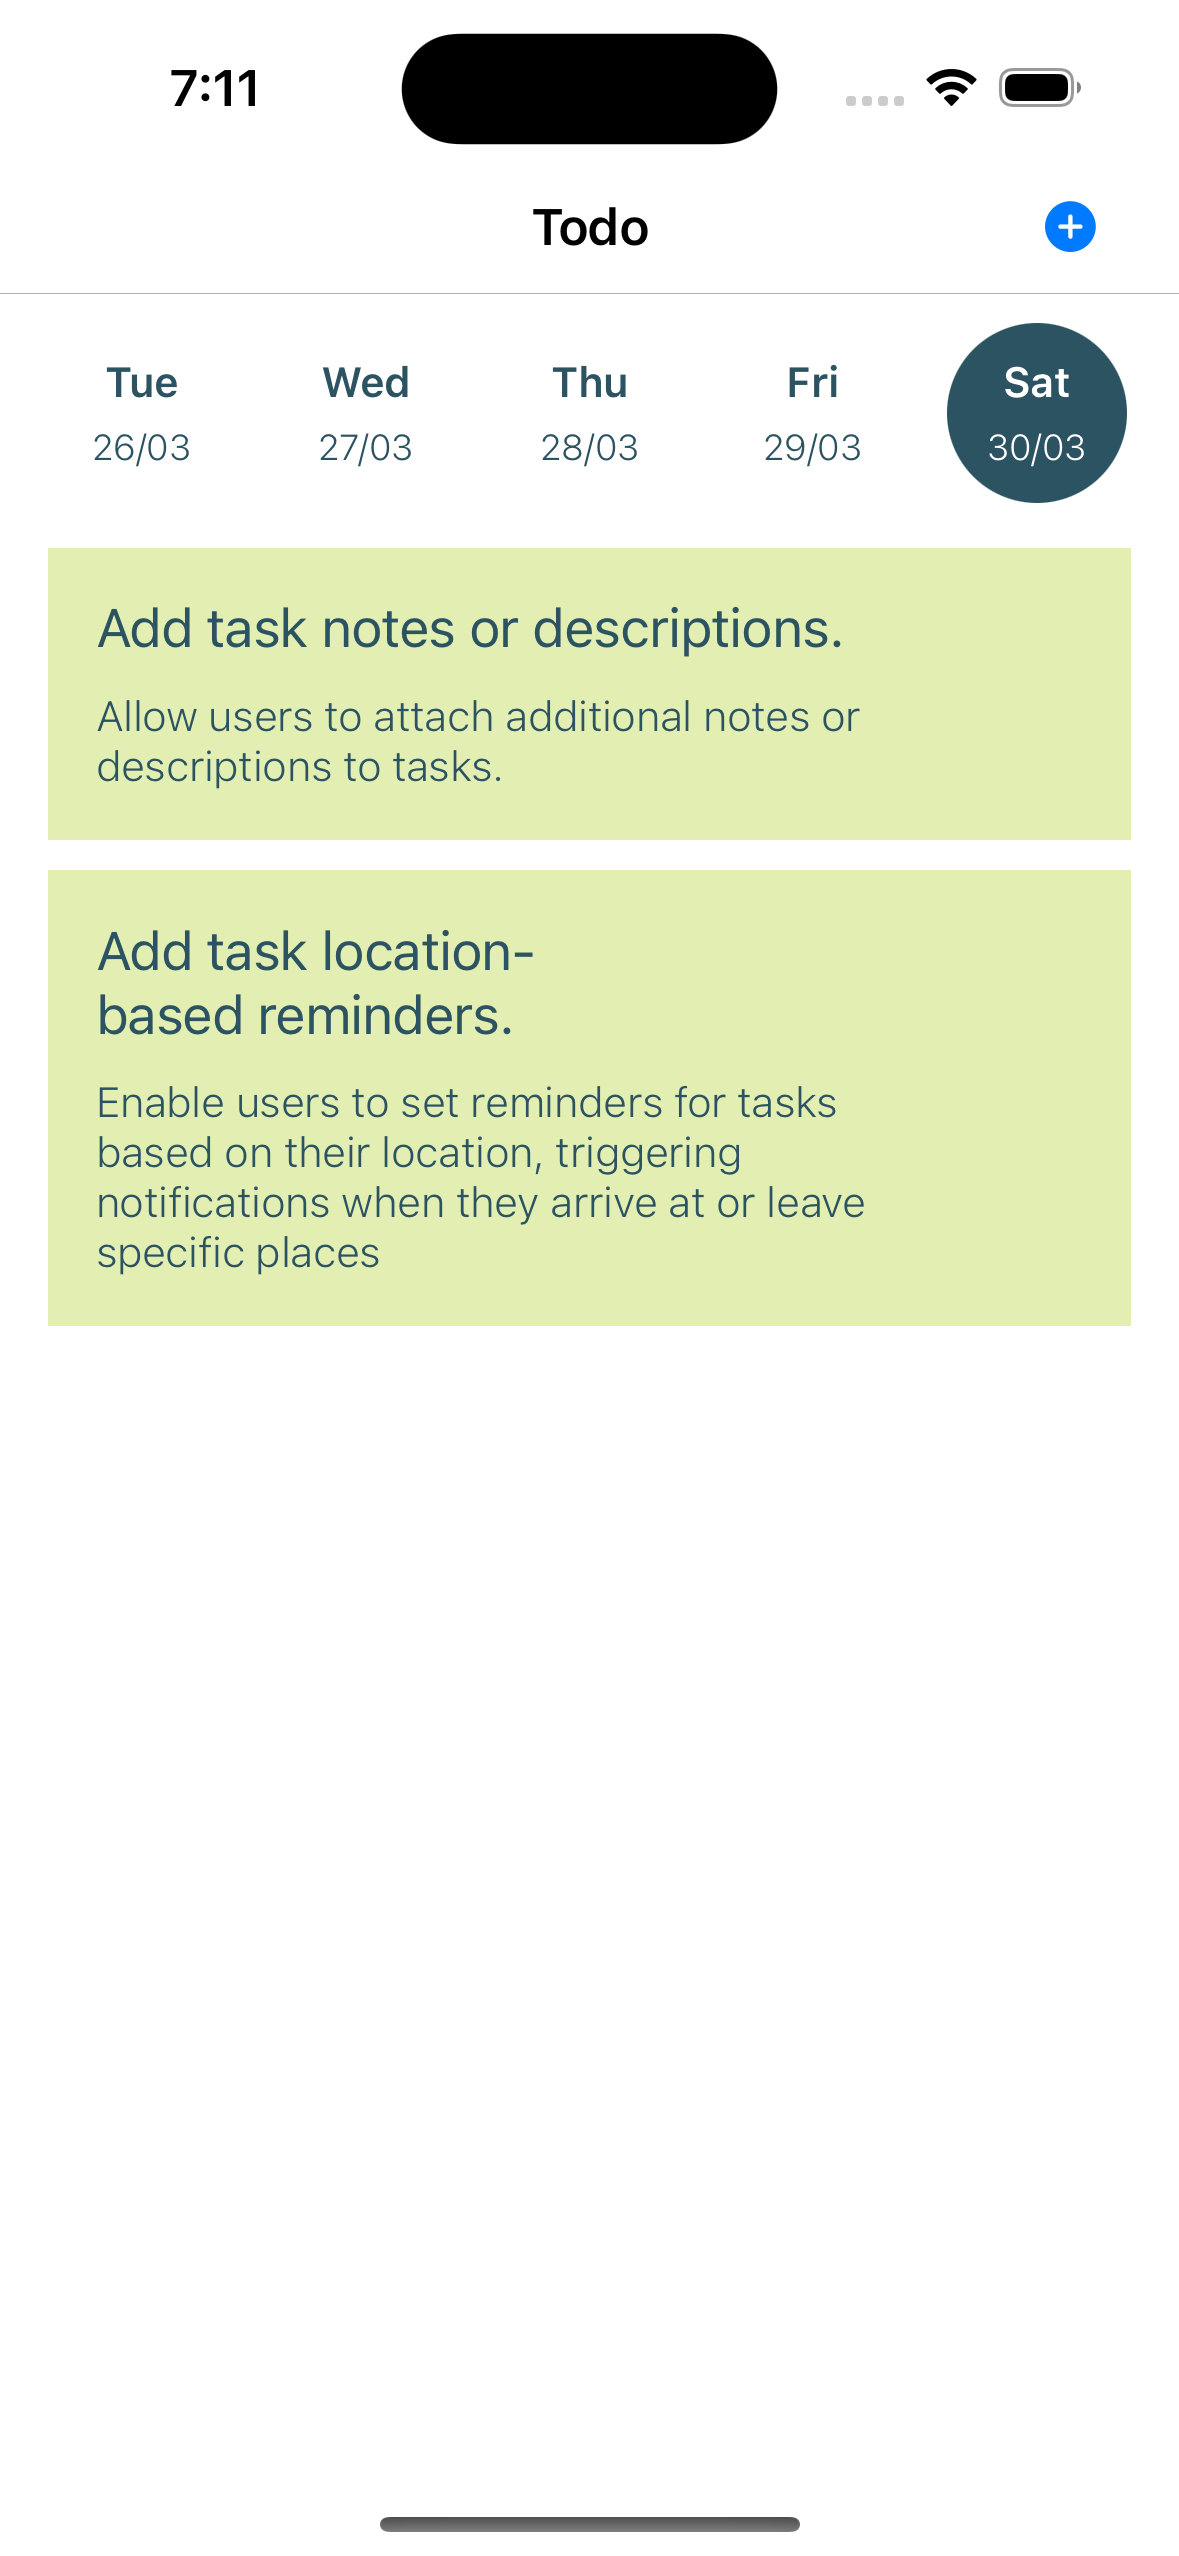 7:11
Todo
Tue Wed Thu Fri Sat
26/03 27/03 28/03 29/03 30/03
Add task notes or descriptions.
Allow users to attach additional notes or
descriptions to tasks.
Add task location-
based reminders.
Enable users to set reminders for tasks
based on their location, triggering
notifications when they arrive at or leave
specific places